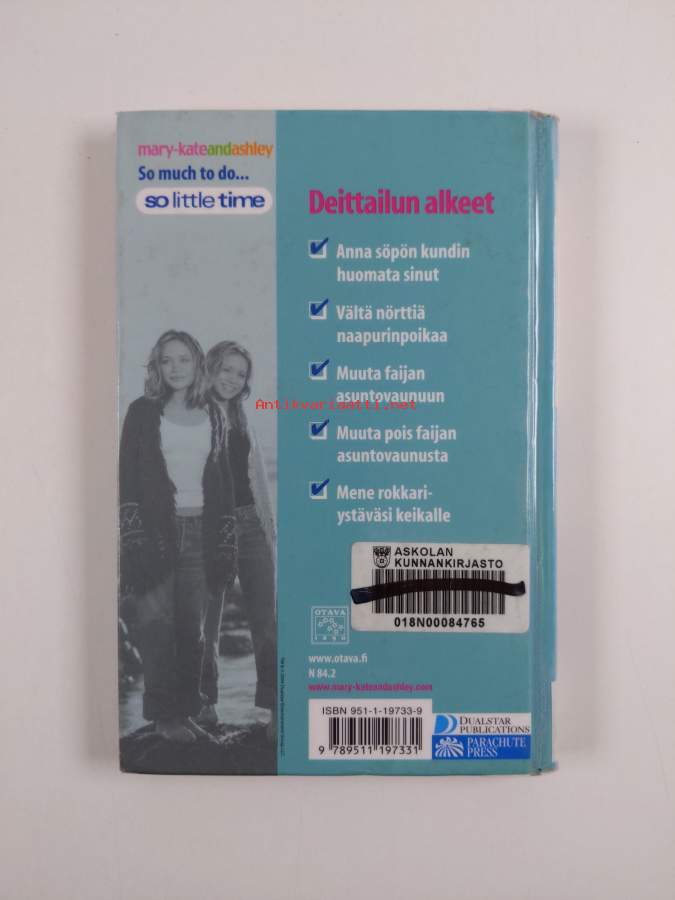 mary-kateandashley
So much to do...
so little time
Deittailun alkeet
Anna söpön kundin
huomata sinut
Vältä nörttiä
naapurinpoikaa
Muuta faijan
asuntovaunuun
Antikvariaatti.net
Muuta pois faijan
asuntovaunusta
Mene rokkari-
ystäväsi keikalle
ASKOLAN
KUNNANKIRJASTO
018N00084765
OTAVA
1890
www.otava.fi
N 84.2
www.mary-kateandashley.com
ISBN 951-1-19733-9
9 789511 197331
DUALSTAR
PUBLICATIONS
PARACHUTE
PRESS